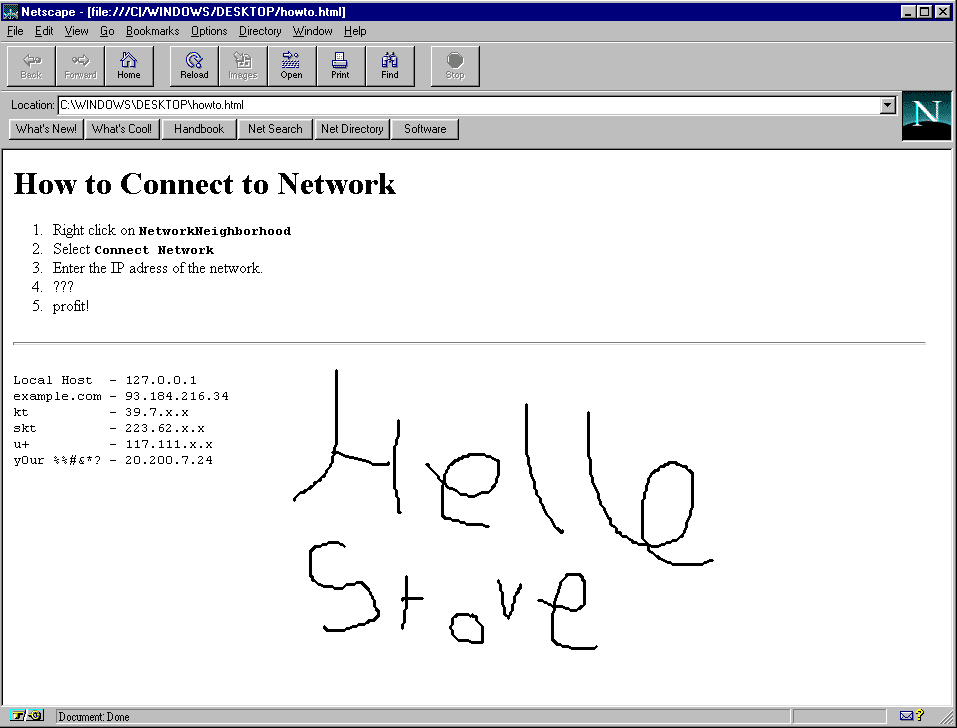 Netscape - [file:///C|/WINDOWS/DESKTOP/howto.html]
File Edit View Go Bookmarks Options Directory Window Help
Back Forward Home Reload Images Open Print Find Stop
Location: C:\WINDOWS\DESKTOP\howto.html
N
What's New! What's Cool! Handbook Net Search Net Directory Software
How to Connect to Network
1. Right click on NetworkNeighborhood
2. Select Connect Network
3. Enter the IP adress of the network.
4. ???
5. profit!
Local Host - 127.0.0.1
example.com - 93.184.216.34
kt - 39.7.x.x
skt - 223.62.x.x
u+ - 117.111.x.x
yOur %%#&*? - 20.200.7.24
Hello
Stove
Document: Done
?